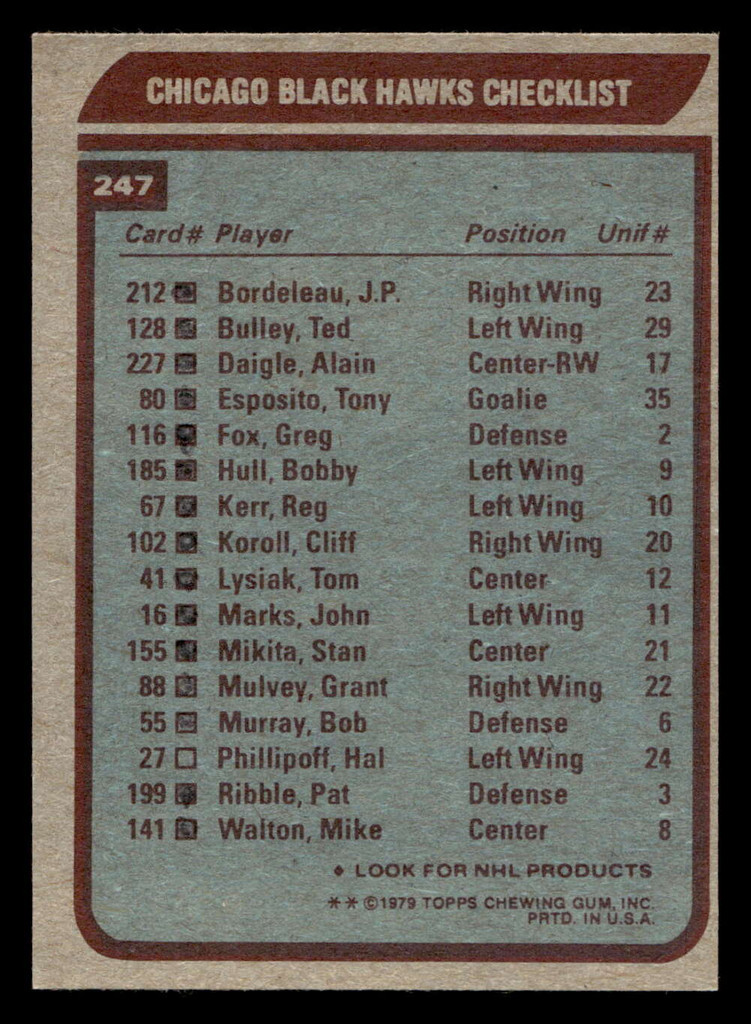 CHICAGO BLACK HAWKS CHECKLIST
247
Card# Player Position Unif #
212 Bordeleau, J.P. Right Wing 23
128 Bulley, Ted Left Wing 29
227 Daigle, Alain Center-RW 17
80 Esposito, Tony Goalie 35
116 Fox, Greg Defense 2
185 Hull, Bobby Left Wing 9
67 Kerr, Reg Left Wing 10
102 Koroll, Cliff Right Wing 20
41 Lysiak, Tom Center 12
16 Marks, John Left Wing 11
155 Mikita, Stan Center 21
88 Mulvey, Grant Right Wing 22
55 Murray, Bob Defense 6
27 Phillipoff, Hal Left Wing 24
199 Ribble, Pat Defense 3
141 Walton, Mike Center 8
• LOOK FOR NHL PRODUCTS
** ©1979 TOPPS CHEWING GUM, INC.
PRTD. IN U.S.A.